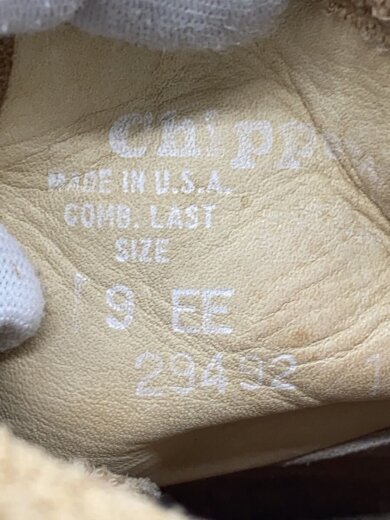 Chipp
MADE IN U.S.A.
COMB. LAST
SIZE
9 EE
29492